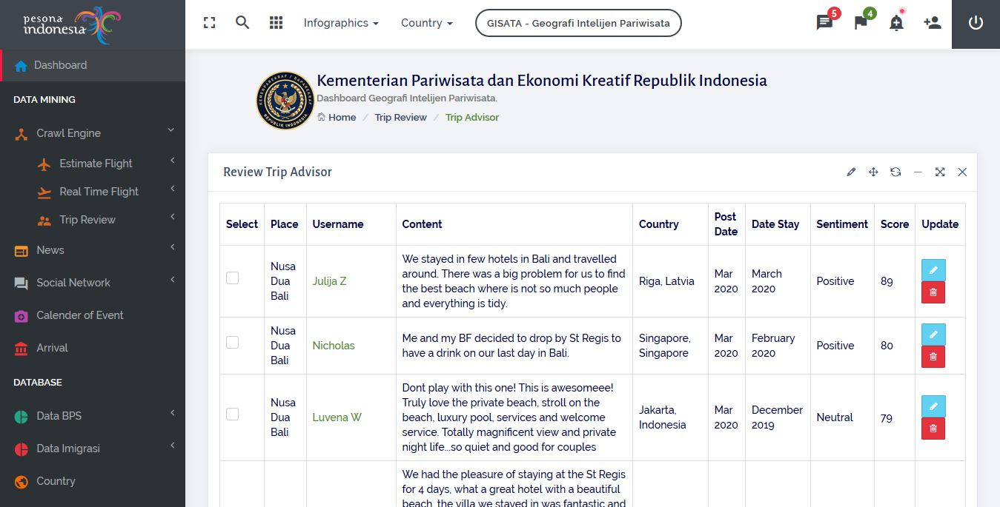 pesona
indonesia
Infographics
Country
GISATA - Geografi Intelijen Pariwisata
5
4
Dashboard
DATA MINING
Crawl Engine
Estimate Flight
Real Time Flight
Trip Review
News
Social Network
Calender of Event
Arrival
DATABASE
Data BPS
Data Imigrasi
Country
KEMENPAREKRAF / BAPAREKRAF
REPUBLIK INDONESIA
Kementerian Pariwisata dan Ekonomi Kreatif Republik Indonesia
Dashboard Geografi Intelijen Pariwisata.
Home / Trip Review / Trip Advisor
Review Trip Advisor
Select Place Username Content Country Post Date Date Stay Sentiment Score Update
Nusa
Dua
Bali
Julija Z
We stayed in few hotels in Bali and travelled
around. There was a big problem for us to find
the best beach where is not so much people
and everything is tidy.
Riga, Latvia
Mar
2020
March
2020
Positive
89
Nusa
Dua
Bali
Nicholas
Me and my BF decided to drop by St Regis to
have a drink on our last day in Bali.
Singapore,
Singapore
Mar
2020
February
2020
Positive
80
Nusa
Dua
Bali
Luvena W
Dont play with this one! This is awesomeee!
Truly love the private beach, stroll on the
beach, luxury pool, services and welcome
service. Totally magnificent view and private
night life...so quiet and good for couples
Jakarta,
Indonesia
Mar
2020
December
2019
Neutral
79
We had the pleasure of staying at the St Regis
for 4 days, what a great hotel with a beautiful
beach, the villa we stayed in was fantastic and